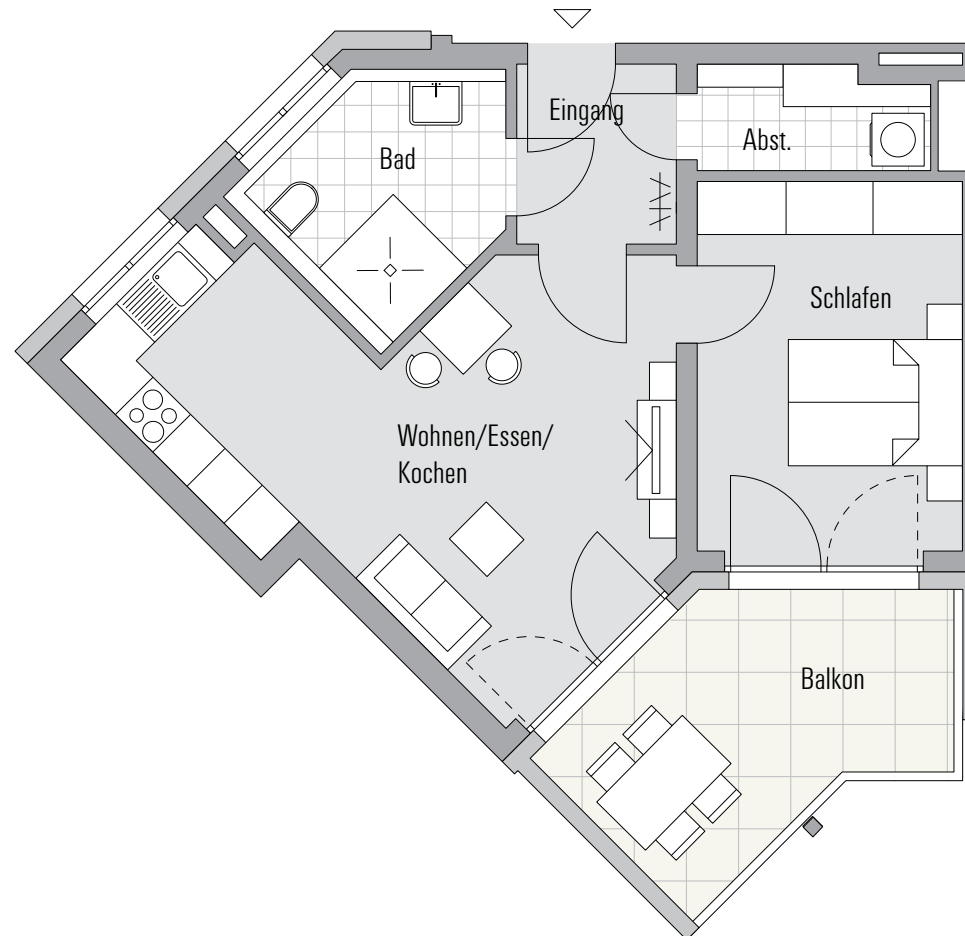 Eingang
Bad
Abst.
Schlafen
Wohnen/Essen/
Kochen
Balkon